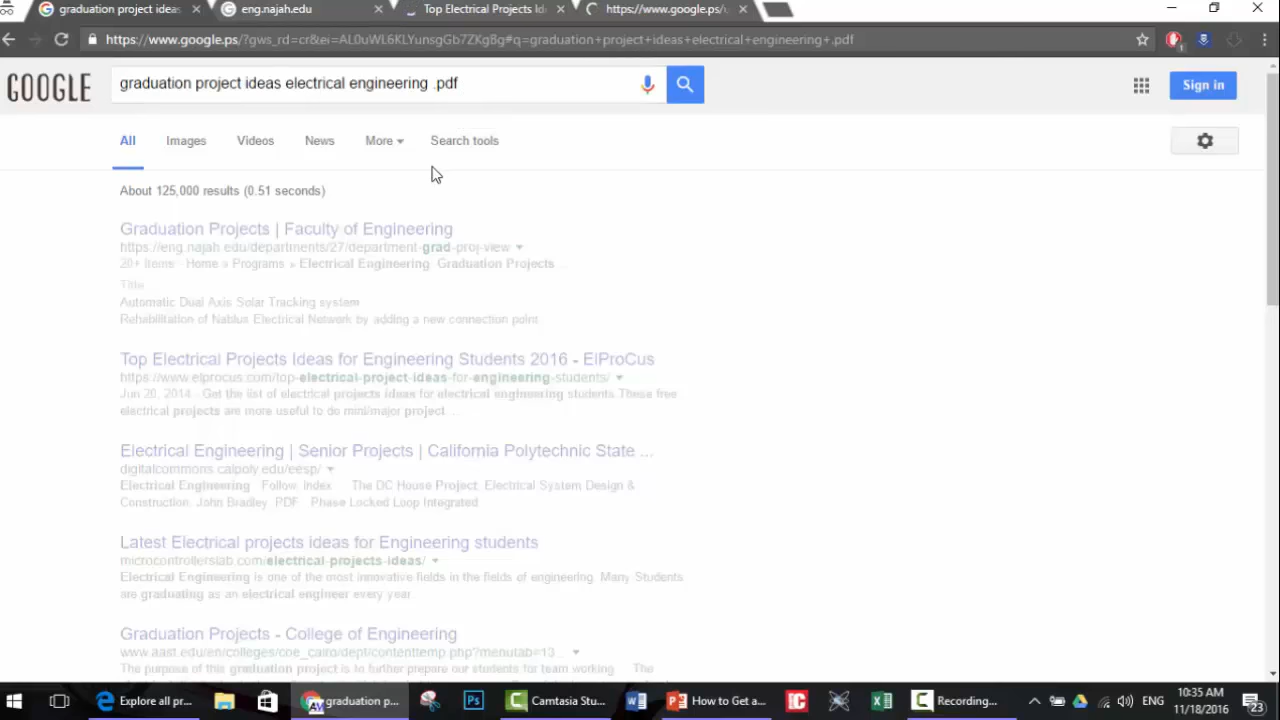 graduation project ideas
eng.najah.edu
Top Electrical Projects Id
https://www.google.ps/
https://www.google.ps/?gws_rd=cr&ei=AL0uWL6KLYunsgGb7ZKgBg#q=graduation+project+ideas+electrical+engineering+.pdf
GOOGLE
graduation project ideas electrical engineering .pdf
Sign in
All Images Videos News More Search tools
About 125,000 results (0.51 seconds)
Graduation Projects | Faculty of Engineering
https://eng.najah.edu/departments/27/department-grad-proj-view
20+ items - Home » Programs » Electrical Engineering Graduation Projects
Title
Automatic Dual Axis Solar Tracking system
Rehabilitation of Nablus Electrical Network by adding a new connection point
Top Electrical Projects Ideas for Engineering Students 2016 - ElProCus
https://www.elprocus.com/top-electrical-project-ideas-for-engineering-students/
Jun 20, 2014 - Get the list of electrical projects ideas for electrical engineering students.These free
electrical projects are more useful to do mini/major project ...
Electrical Engineering | Senior Projects | California Polytechnic State ...
digitalcommons.calpoly.edu/eesp/
Electrical Engineering Follow Index The DC House Project: Electrical System Design &
Construction, John Bradley. PDF · Phase Locked Loop Integrated
Latest Electrical projects ideas for Engineering students
microcontrollerslab.com/electrical-projects-ideas/
Electrical Engineering is one of the most innovative fields in the fields of engineering. Many Students
are graduating as an electrical engineer every year
Graduation Projects - College of Engineering
www.aast.edu/en/colleges/coe_cairo/dept/contenttemp.php?menutab=13...
The purpose of this graduation project is to further prepare our students for team working The
Explore all pr...
graduation p...
Camtasia Stu...
How to Get a...
Recording...
ENG
10:35 AM
11/18/2016
23